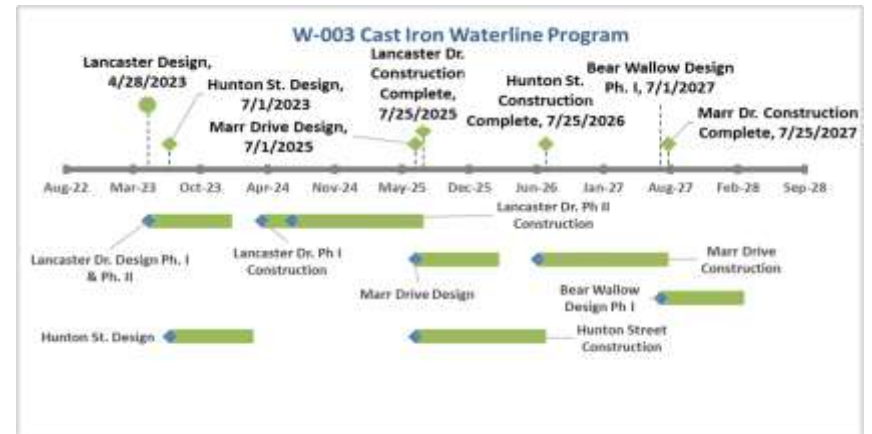 W-003 Cast Iron Waterline Program
Lancaster Design,
4/28/2023
Hunton St. Design,
7/1/2023
Marr Drive Design,
7/1/2025
Lancaster Dr.
Construction
Complete,
7/25/2025
Hunton St.
Construction
Complete, 7/25/2026
Bear Wallow Design
Ph. I, 7/1/2027
Marr Dr. Construction
Complete, 7/25/2027
Aug-22 Mar-23 Oct-23 Apr-24 Nov-24 May-25 Dec-25 Jun-26 Jan-27 Aug-27 Feb-28 Sep-28
Lancaster Dr. Design Ph. I
& Ph. II
Lancaster Dr. Ph I
Construction
Lancaster Dr. Ph II
Construction
Marr Drive Design
Marr Drive
Construction
Bear Wallow
Design Ph I
Hunton St. Design
Hunton Street
Construction